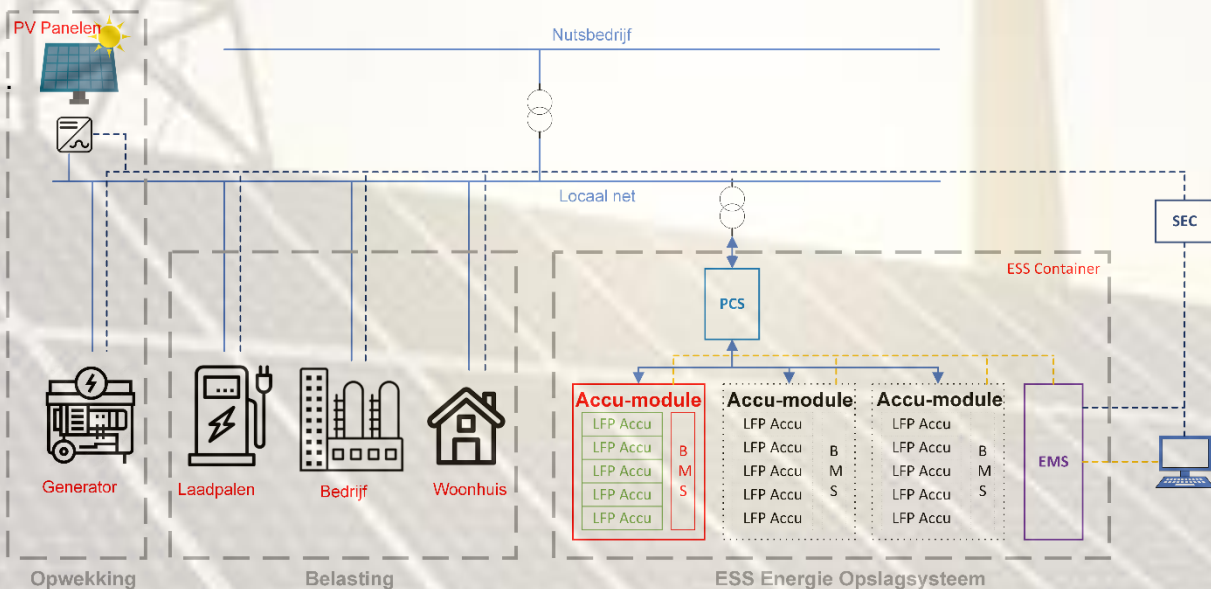 PV Panelen
Nutsbedrijf
Locaal net
SEC
ESS Container
PCS
Accu-module
LFP Accu
LFP Accu
LFP Accu
LFP Accu
LFP Accu
B
M
S
Accu-module
LFP Accu
LFP Accu
LFP Accu
LFP Accu
LFP Accu
B
M
S
Accu-module
LFP Accu
LFP Accu
LFP Accu
LFP Accu
LFP Accu
B
M
S
EMS
Generator
Laadpalen
Bedrijf
Woonhuis
Opwekking
Belasting
ESS Energie Opslagsysteem